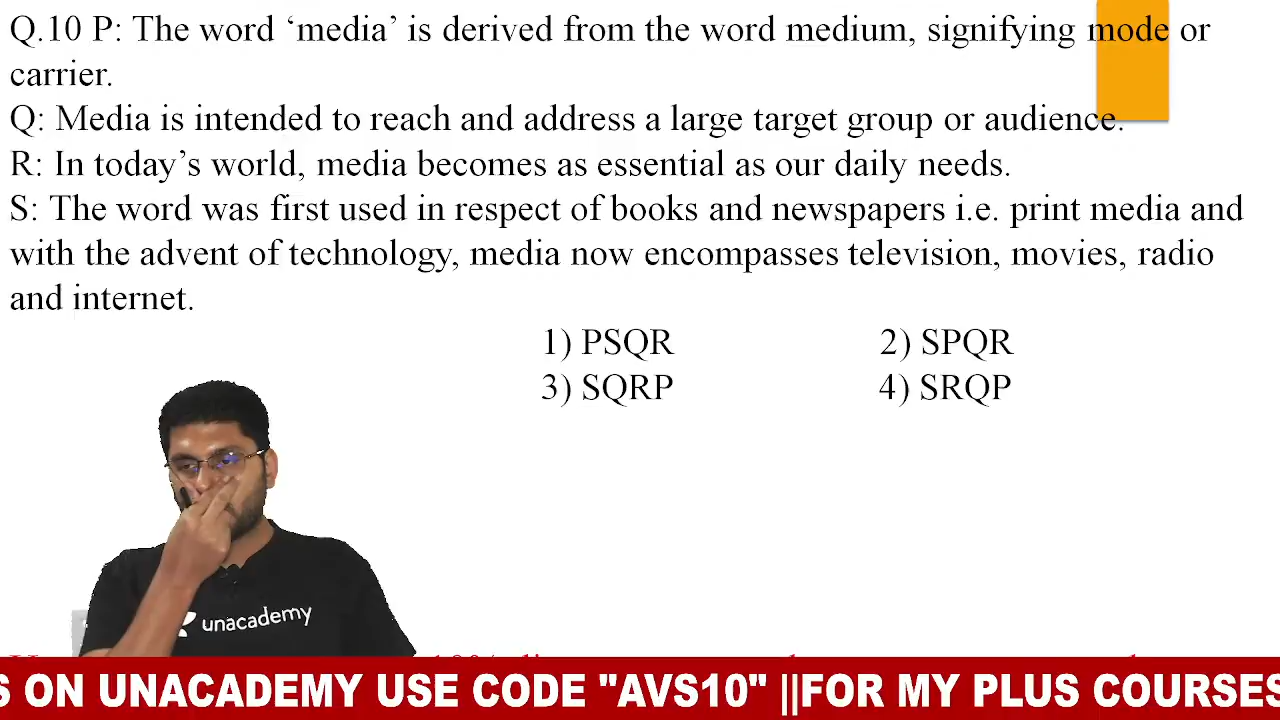 Q.10 P: The word ‘media’ is derived from the word medium, signifying mode or
carrier.
Q: Media is intended to reach and address a large target group or audience.
R: In today’s world, media becomes as essential as our daily needs.
S: The word was first used in respect of books and newspapers i.e. print media and
with the advent of technology, media now encompasses television, movies, radio
and internet.
1) PSQR 2) SPQR
3) SQRP 4) SRQP
unacademy
S ON UNACADEMY USE CODE "AVS10" ||FOR MY PLUS COURSES